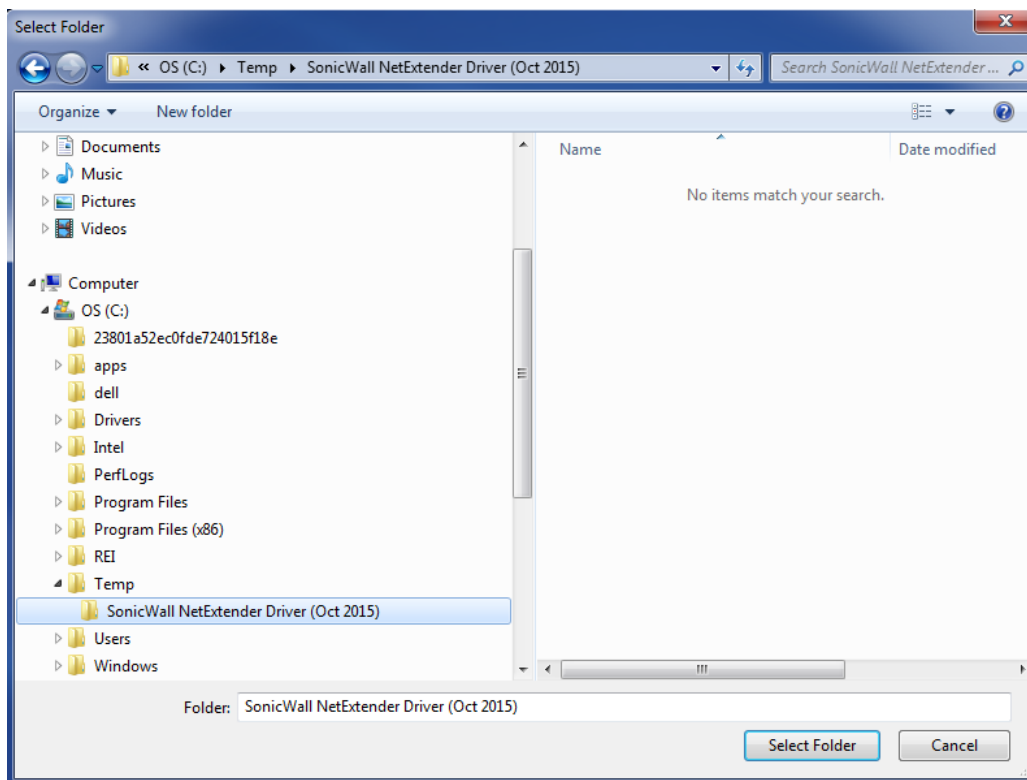 Select Folder
« OS (C:) Temp SonicWall NetExtender Driver (Oct 2015)
Search SonicWall NetExtender ...
Organize New folder
Documents
Music
Pictures
Videos
Computer
OS (C:)
23801a52ec0fde724015f18e
apps
dell
Drivers
Intel
PerfLogs
Program Files
Program Files (x86)
REI
Temp
SonicWall NetExtender Driver (Oct 2015)
Users
Windows
Name Date modified
No items match your search.
Folder: SonicWall NetExtender Driver (Oct 2015)
Select Folder Cancel